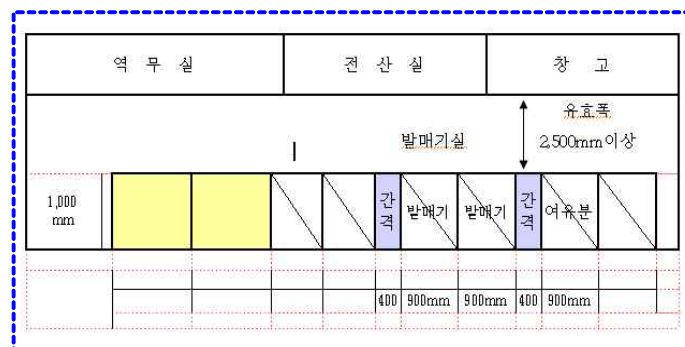 역 무 실 전 산 실 창 고
유효폭
발매기실 2,500mm이상
1,000
mm
간격 발매기 발매기 간격 여유분
400 900mm 900mm 400 900mm